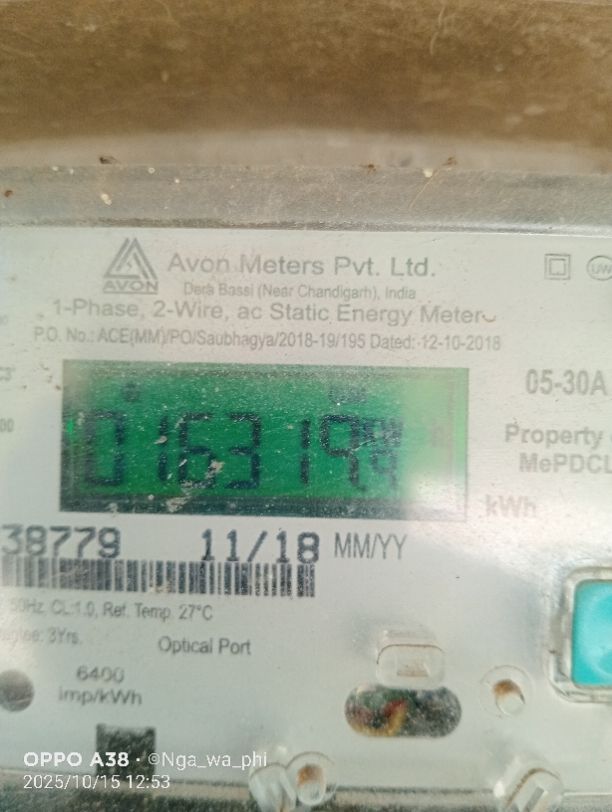 Avon Meters Pvt. Ltd.
AVON
Dera Bassi (Near Chandigarh), India
1-Phase, 2-Wire, ac Static Energy Meter
P.O. No.: ACE(MM)/PO/Saubhagya/2018-19/195 Dated: 12-10-2018
05-30A
Property
MePDCL
016319
kWh
38779 11/18 MM/YY
50Hz, CL:1.0, Ref. Temp. 27°C
3Yrs.
Optical Port
6400
imp/kWh
OPPO A38 · ©Nga_wa_phi
2025/10/15 12:53